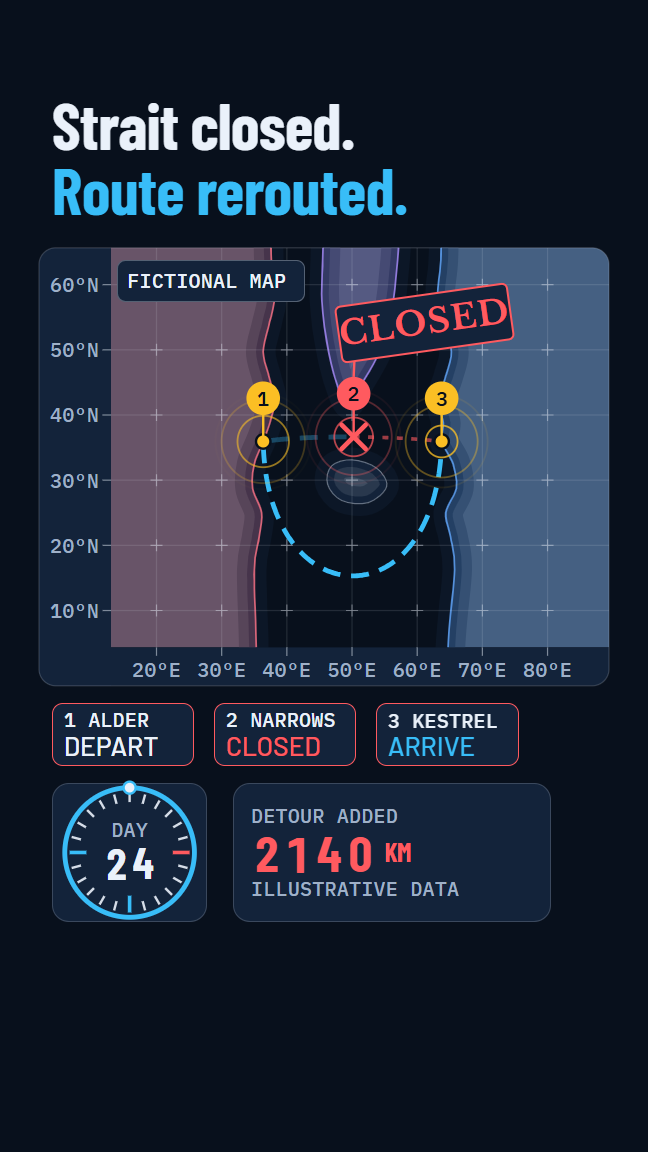 Strait closed.
Route rerouted.
FICTIONAL MAP
CLOSED
60°N
50°N
40°N
30°N
20°N
10°N
1
2
3
20°E 30°E 40°E 50°E 60°E 70°E 80°E
1 ALDER
DEPART
2 NARROWS
CLOSED
3 KESTREL
ARRIVE
DAY
24
DETOUR ADDED
2140 KM
ILLUSTRATIVE DATA